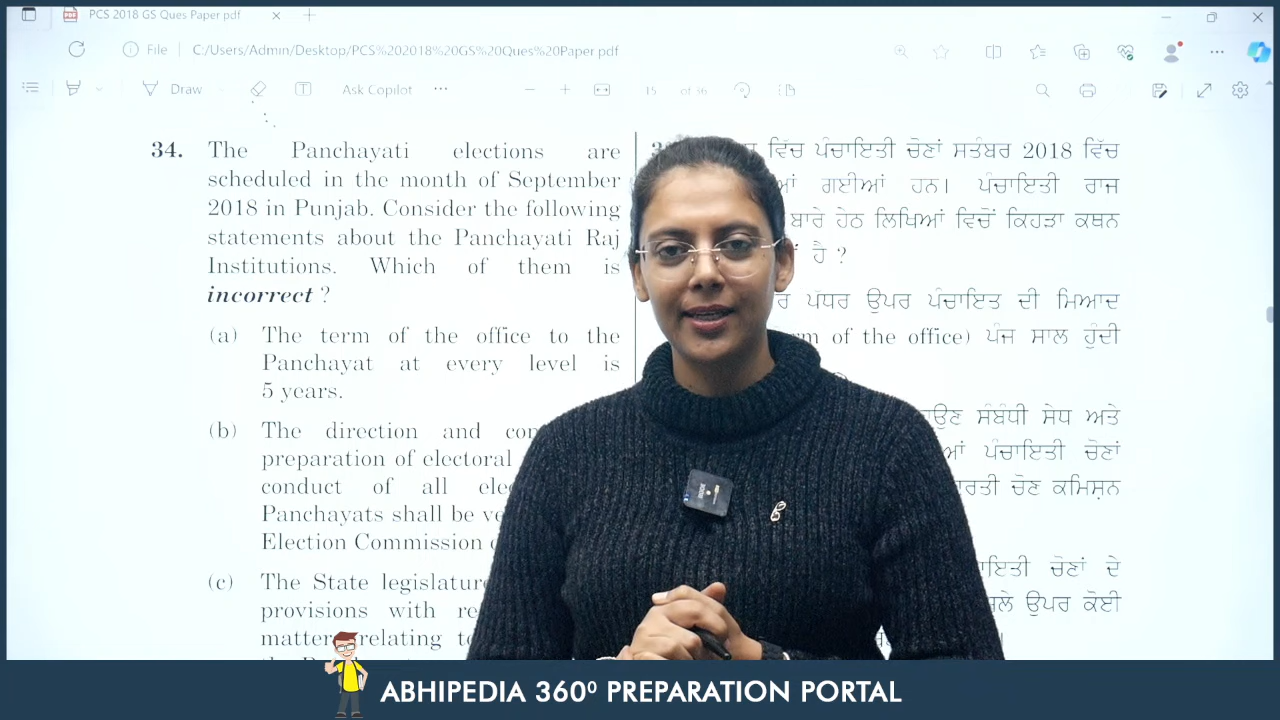 PCS 2018 GS Ques Paper.pdf
File C:/Users/Admin/Desktop/PCS%202018%20GS%20Ques%20Paper.pdf
Draw Ask Copilot 15 of 36
34. The Panchayati elections are
scheduled in the month of September
2018 in Punjab. Consider the following
statements about the Panchayati Raj
Institutions. Which of them is
incorrect ?
(a) The term of the office to the
Panchayat at every level is
5 years.
(b) The direction and
preparation of electoral
conduct of all
Panchayats shall be
Election Commission
(c) The State legislature
provisions with
matters relating
ਵਿੱਚ ਪੰਚਾਇਤੀ ਚੋਣਾਂ ਸਤੰਬਰ 2018 ਵਿੱਚ
ਗਈਆਂ ਹਨ। ਪੰਚਾਇਤੀ ਰਾਜ
ਬਾਰੇ ਹੇਠ ਲਿਖਿਆਂ ਵਿਚੋਂ ਕਿਹੜਾ ਕਥਨ
ਹੈ ?
ਪੱਧਰ ਉਪਰ ਪੰਚਾਇਤ ਦੀ ਮਿਆਦ
of the office) ਪੰਜ ਸਾਲ ਹੁੰਦੀ
ਸੰਬੰਧੀ ਸੇਧ ਅਤੇ
ਪੰਚਾਇਤੀ ਚੋਣਾਂ
ਚੋਣ ਕਮਿਸ਼ਨ
ਚੋਣਾਂ ਦੇ
ਉਪਰ ਕੋਈ
ABHIPEDIA 360⁰ PREPARATION PORTAL